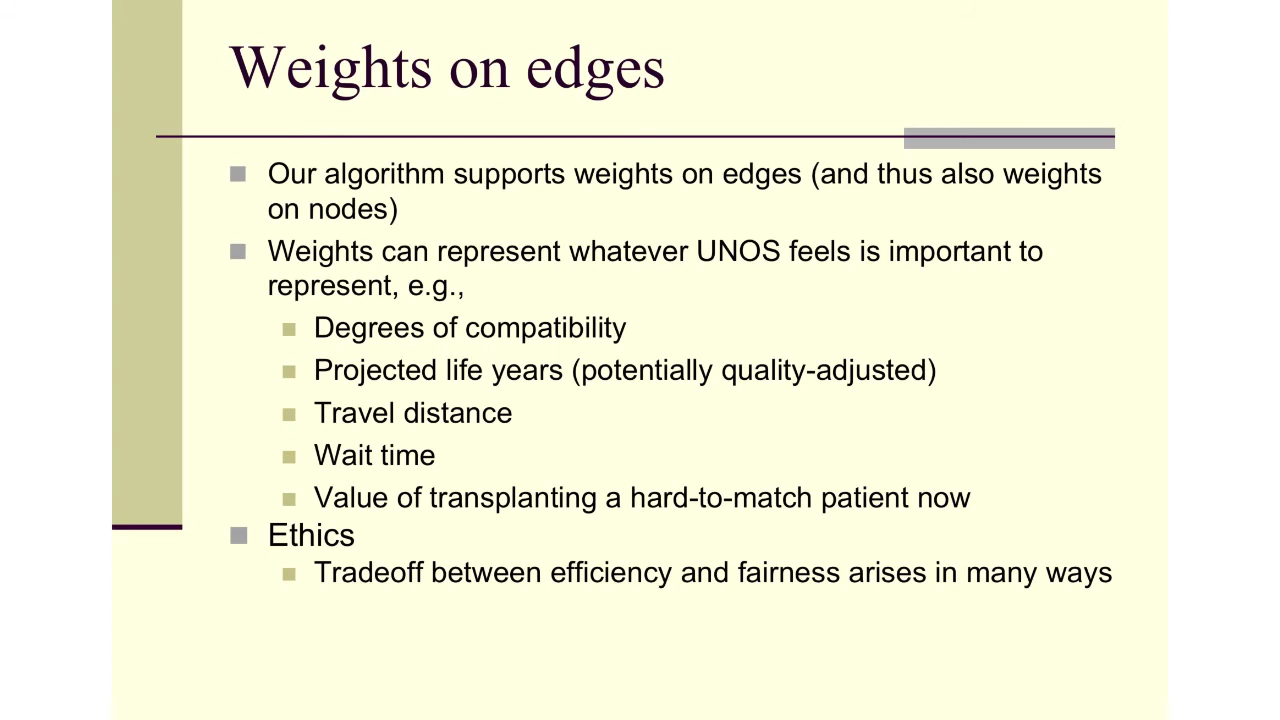 Weights on edges
Our algorithm supports weights on edges (and thus also weights
on nodes)
Weights can represent whatever UNOS feels is important to
represent, e.g.,
Degrees of compatibility
Projected life years (potentially quality-adjusted)
Travel distance
Wait time
Value of transplanting a hard-to-match patient now
Ethics
Tradeoff between efficiency and fairness arises in many ways